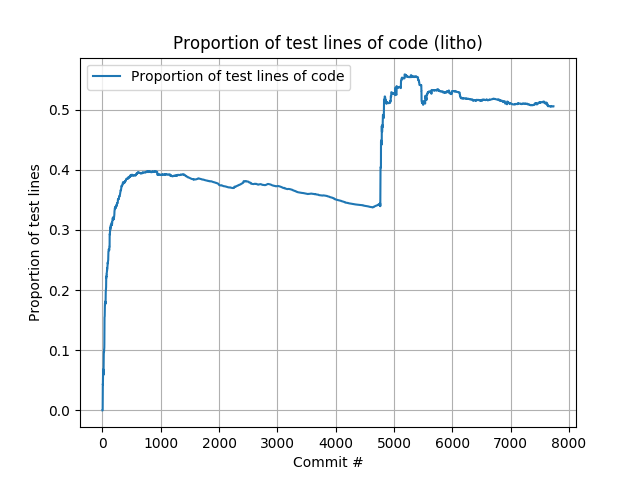 Proportion of test lines of code (litho)
Proportion of test lines of code
Proportion of test lines
0.5
0.4
0.3
0.2
0.1
0.0
0 1000 2000 3000 4000 5000 6000 7000 8000
Commit #